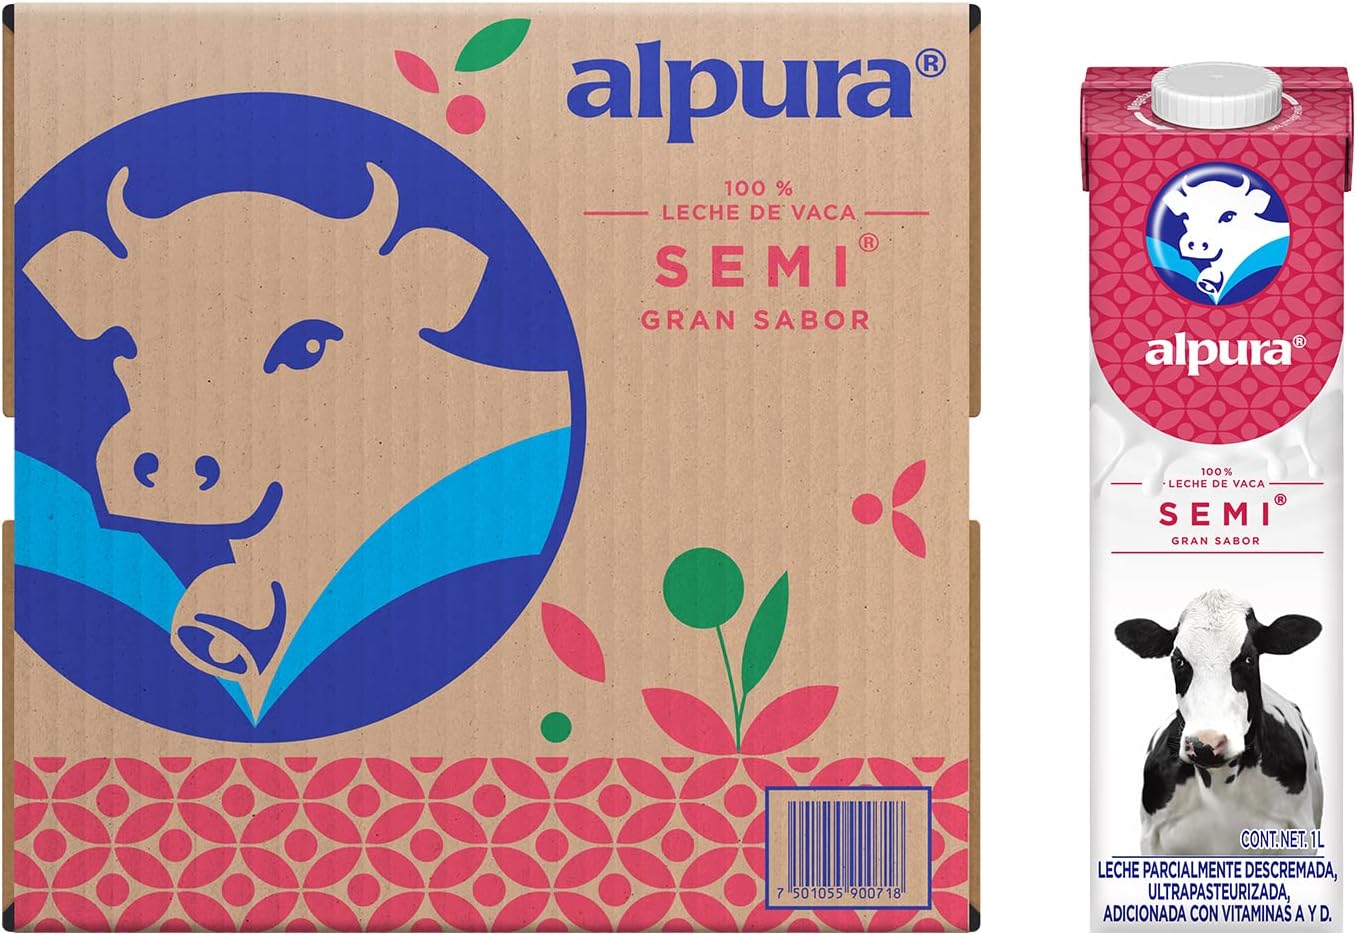 alpura®
100 %
LECHE DE VACA
SEMI®
GRAN SABOR
7 501055 900718
alpura®
100%
LECHE DE VACA
SEMI®
GRAN SABOR
CONT. NET. 1L
LECHE PARCIALMENTE DESCREMADA,
ULTRAPASTEURIZADA,
ADICIONADA CON VITAMINAS A Y D.